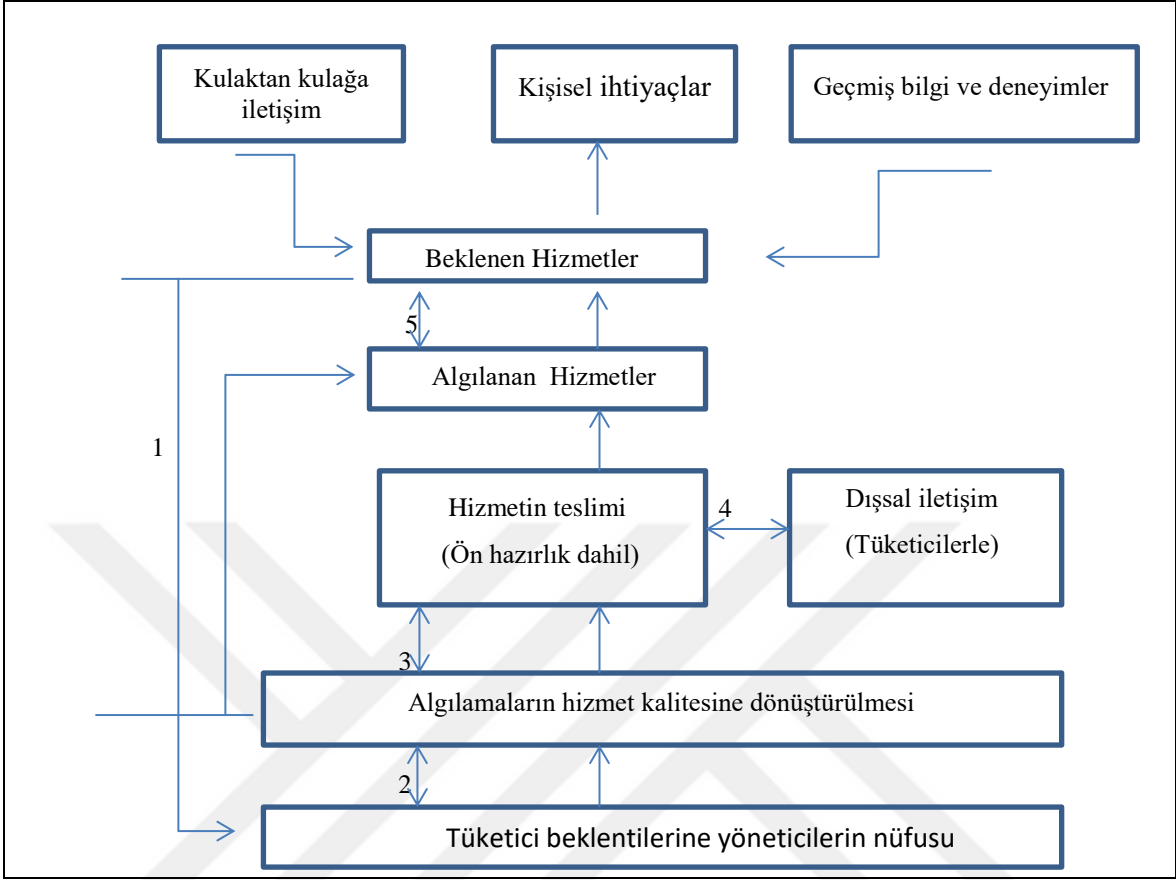 Kulaktan kulağa
iletişim
Kişisel ihtiyaçlar
Geçmiş bilgi ve deneyimler
Beklenen Hizmetler
5
Algılanan Hizmetler
1
Hizmetin teslimi
(Ön hazırlık dahil)
4
Dışsal iletişim
(Tüketicilerle)
3
Algılamaların hizmet kalitesine dönüştürülmesi
2
Tüketici beklentilerine yöneticilerin nüfusu